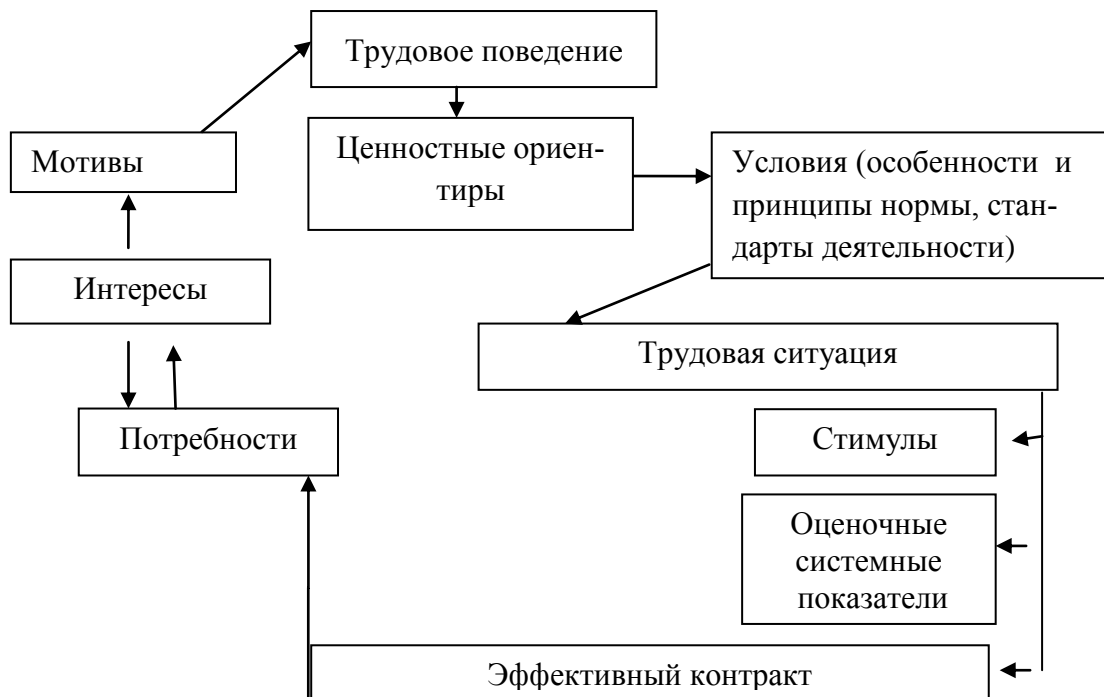 Трудовое поведение
Ценностные ориен-
тиры
Мотивы
Условия (особенности и
принципы нормы, стан-
дарты деятельности)
Интересы
Трудовая ситуация
Потребности
Стимулы
Оценочные
системные
показатели
Эффективный контракт